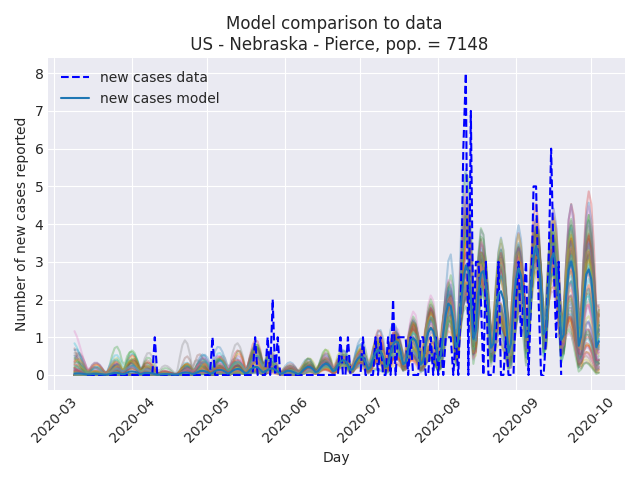 Model comparison to data
US - Nebraska - Pierce, pop. = 7148
new cases data
new cases model
Number of new cases reported
8
7
6
5
4
3
2
1
0
2020-03
2020-04
2020-05
2020-06
2020-07
2020-08
2020-09
2020-10
Day